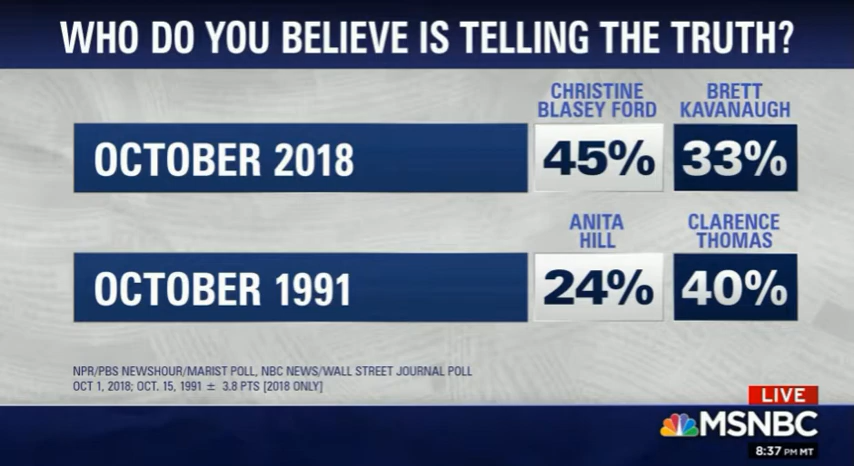 WHO DO YOU BELIEVE IS TELLING THE TRUTH?
CHRISTINE BLASEY FORD
BRETT KAVANAUGH
OCTOBER 2018 45% 33%
ANITA HILL
CLARENCE THOMAS
OCTOBER 1991 24% 40%
NPR/PBS NEWSHOUR/MARIST POLL, NBC NEWS/WALL STREET JOURNAL POLL
OCT 1, 2018; OCT. 15, 1991 ± 3.8 PTS [2018 ONLY]
LIVE
MSNBC
8:37 PM MT